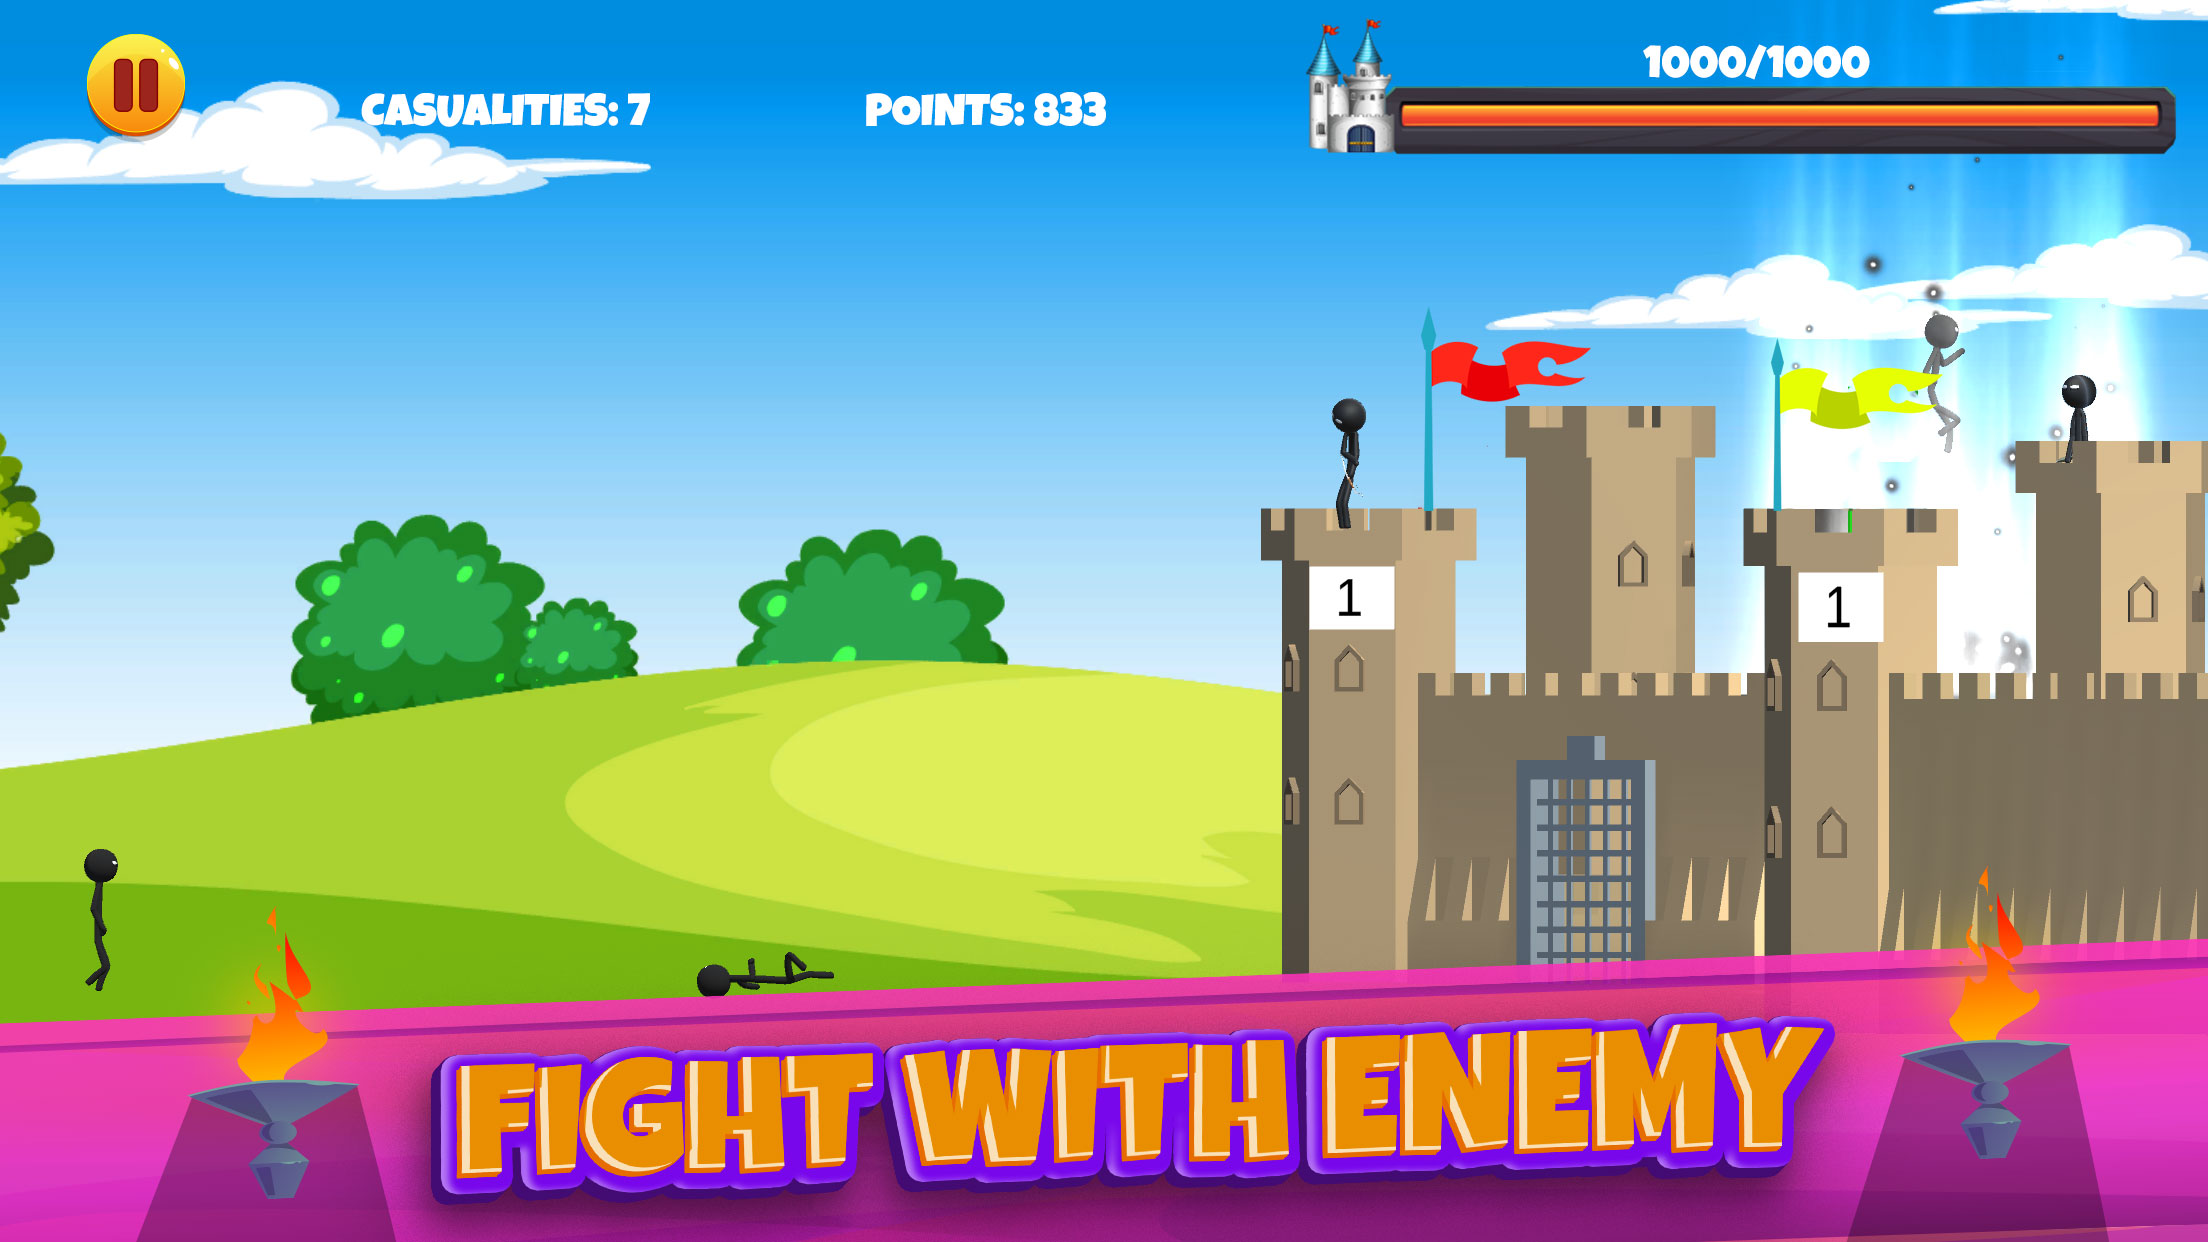 CASUALITIES: 7
POINTS: 833
1000/1000
1
1
FIGHT WITH ENEMY